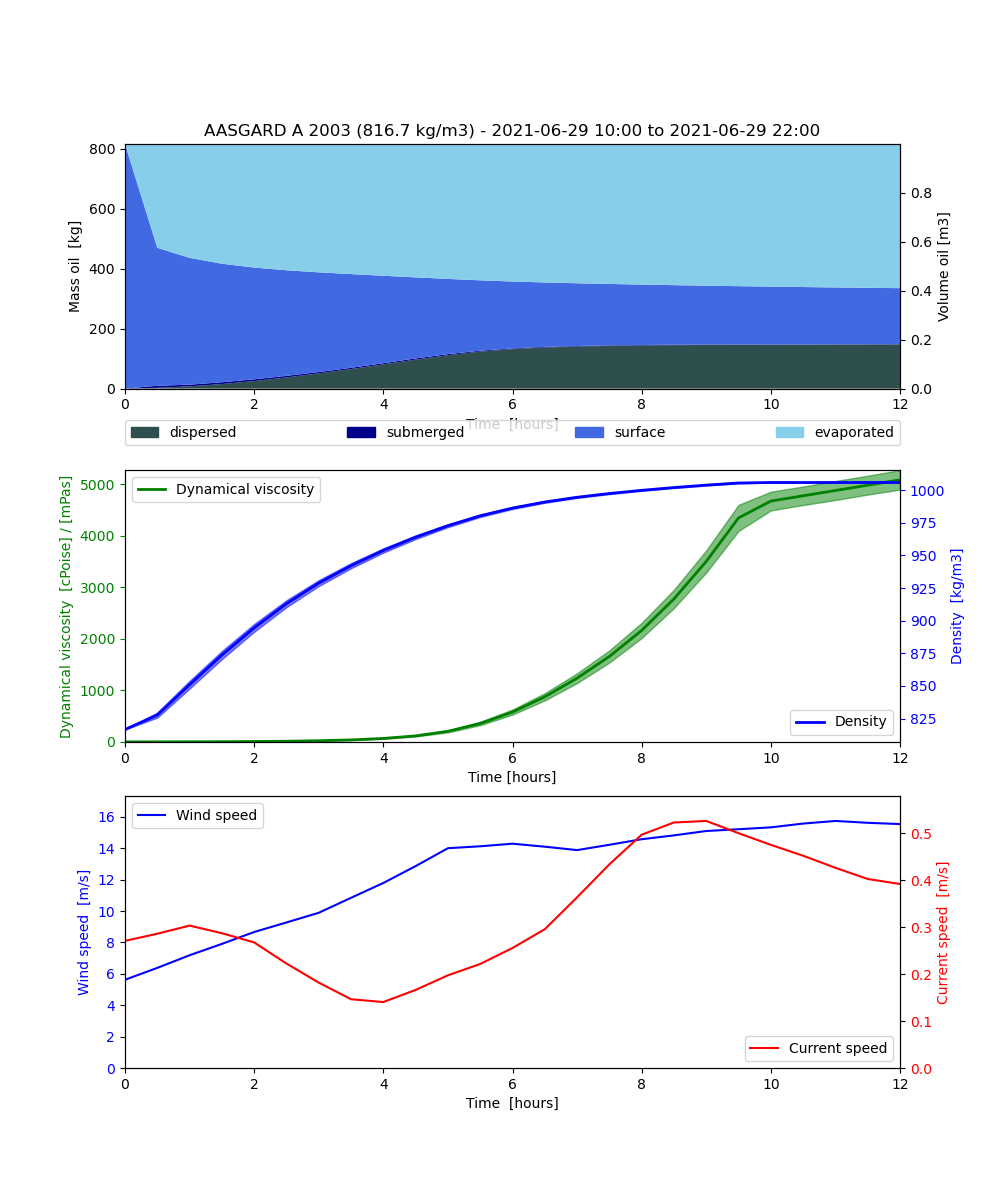 AASGARD A 2003 (816.7 kg/m3) - 2021-06-29 10:00 to 2021-06-29 22:00
Mass oil [kg]
800
600
400
200
0
0.8
0.6
0.4
0.2
0.0
Volume oil [m3]
0 2 4 6 8 10 12
Time [hours]
dispersed submerged surface evaporated
Dynamical viscosity [cPoise] / [mPas]
5000
4000
3000
2000
1000
0
Dynamical viscosity
1000
975
950
925
900
875
850
825
Density [kg/m3]
Density
0 2 4 6 8 10 12
Time [hours]
Wind speed [m/s]
16
14
12
10
8
6
4
2
0
Wind speed
0.5
0.4
0.3
0.2
0.1
0.0
Current speed [m/s]
Current speed
0 2 4 6 8 10 12
Time [hours]